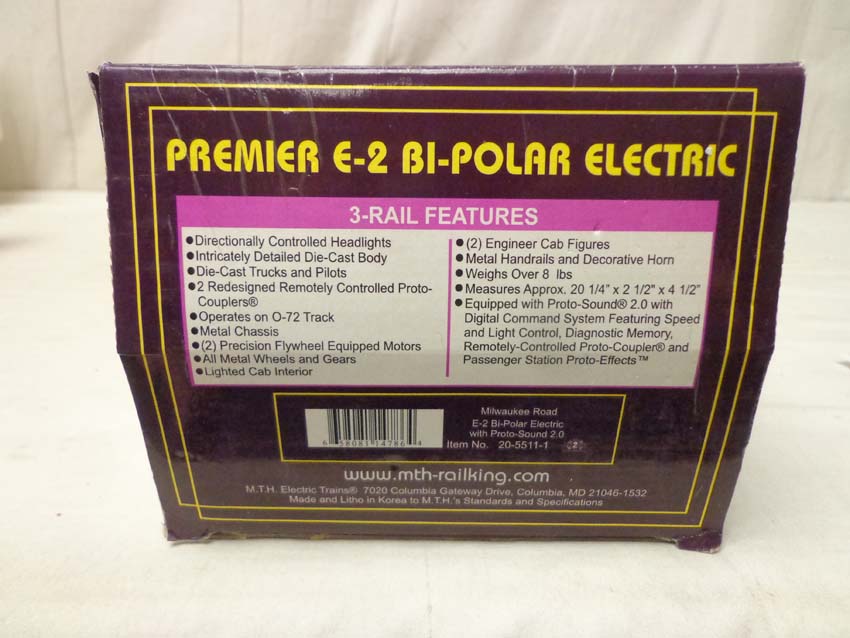 PREMIER E-2 BI-POLAR ELECTRIC
3-RAIL FEATURES
●Directionally Controlled Headlights
●Intricately Detailed Die-Cast Body
●Die-Cast Trucks and Pilots
●2 Redesigned Remotely Controlled Proto-
Couplers®
●Operates on O-72 Track
●Metal Chassis
●(2) Precision Flywheel Equipped Motors
●All Metal Wheels and Gears
●Lighted Cab Interior
●(2) Engineer Cab Figures
●Metal Handrails and Decorative Horn
●Weighs Over 8 lbs
●Measures Approx. 20 1/4" x 2 1/2" x 4 1/2"
●Equipped with Proto-Sound® 2.0 with
Digital Command System Featuring Speed
and Light Control, Diagnostic Memory,
Remotely-Controlled Proto-Coupler® and
Passenger Station Proto-Effects™
6 58081 14786 4
Milwaukee Road
E-2 Bi-Polar Electric
with Proto-Sound 2.0
Item No. 20-5511-1 2
www.mth-railking.com
M.T.H. Electric Trains® 7020 Columbia Gateway Drive, Columbia, MD 21046-1532
Made and Litho in Korea to M.T.H.'s Standards and Specifications